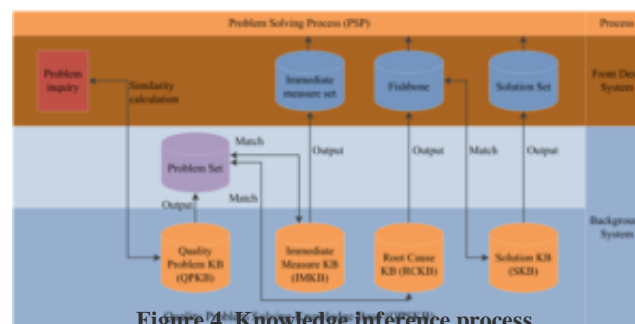 Problem Solving Process (PSP)
Process
Problem
inquiry
Similarity
calculation
Immediate
measure set
Fishbone
Solution Set
System
Match
Output
Output
Match
Output
Problem Set
Match
Output
Background
System
Quality
Problem KB
(QPKB)
Immediate
Measure KB
(IMKB)
Root Cause
KB (RCKB)
Solution KB
(SKB)
Figure 4. Knowledge inference process